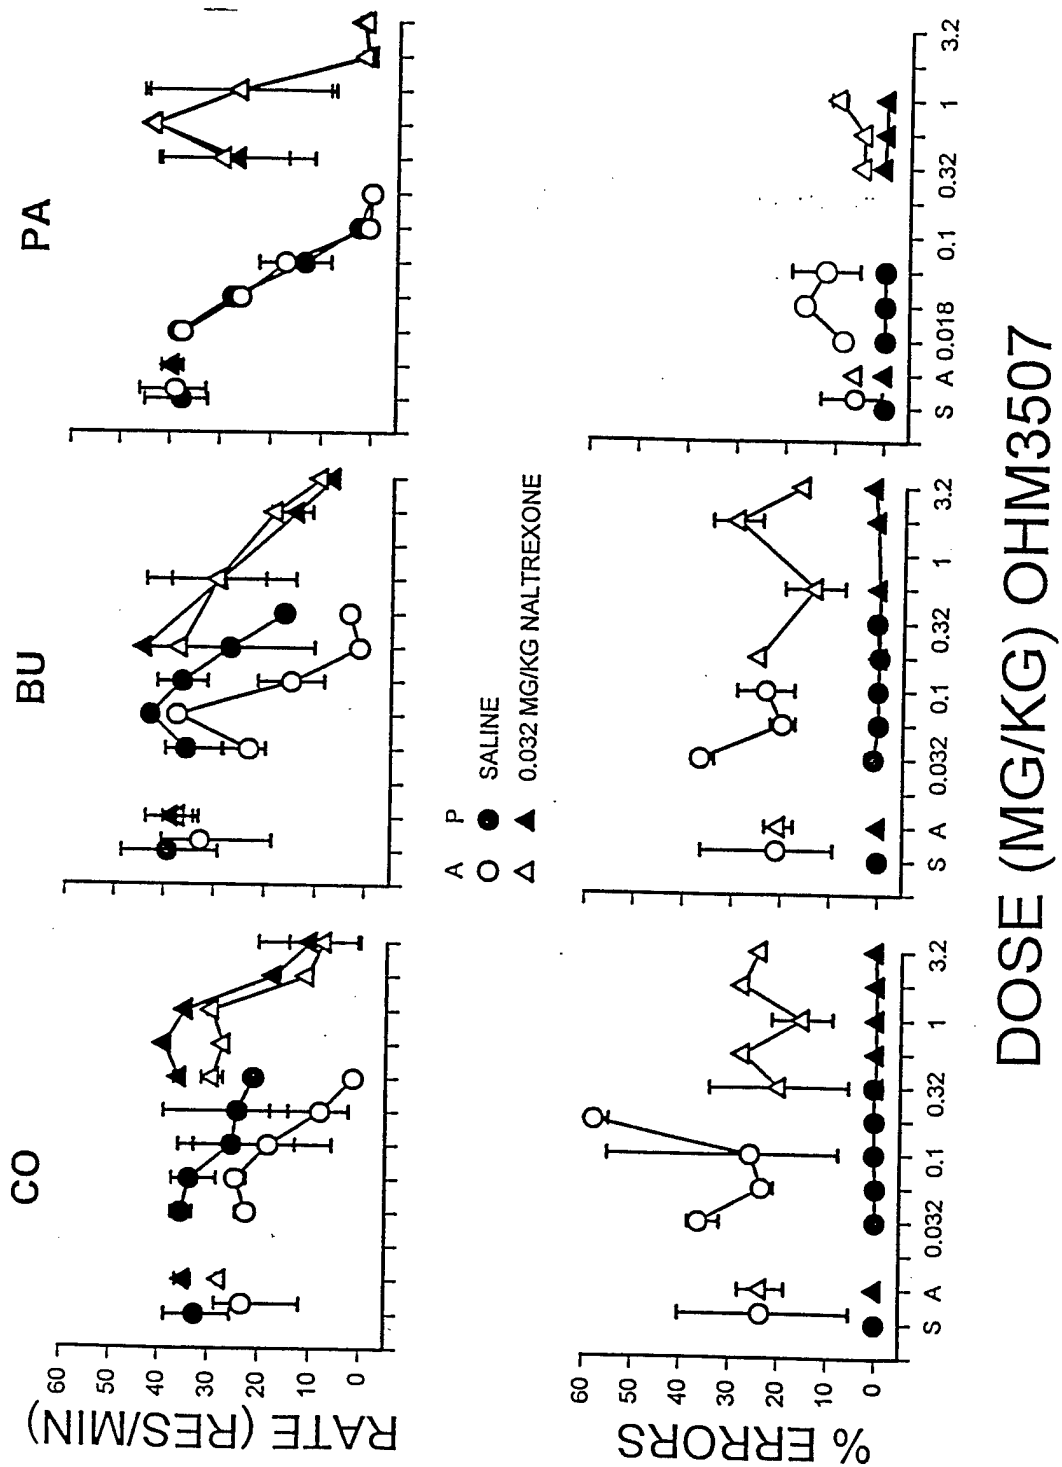 CO
BU
PA
RATE (RES/MIN)
60
50
40
30
20
10
0
A P
SALINE
0.032 MG/KG NALTREXONE
% ERRORS
60
50
40
30
20
10
0
S A 0.032 0.1 0.32 1 3.2
S A 0.032 0.1 0.32 1 3.2
S A 0.018 0.1 0.32 1 3.2
DOSE (MG/KG) OHM3507